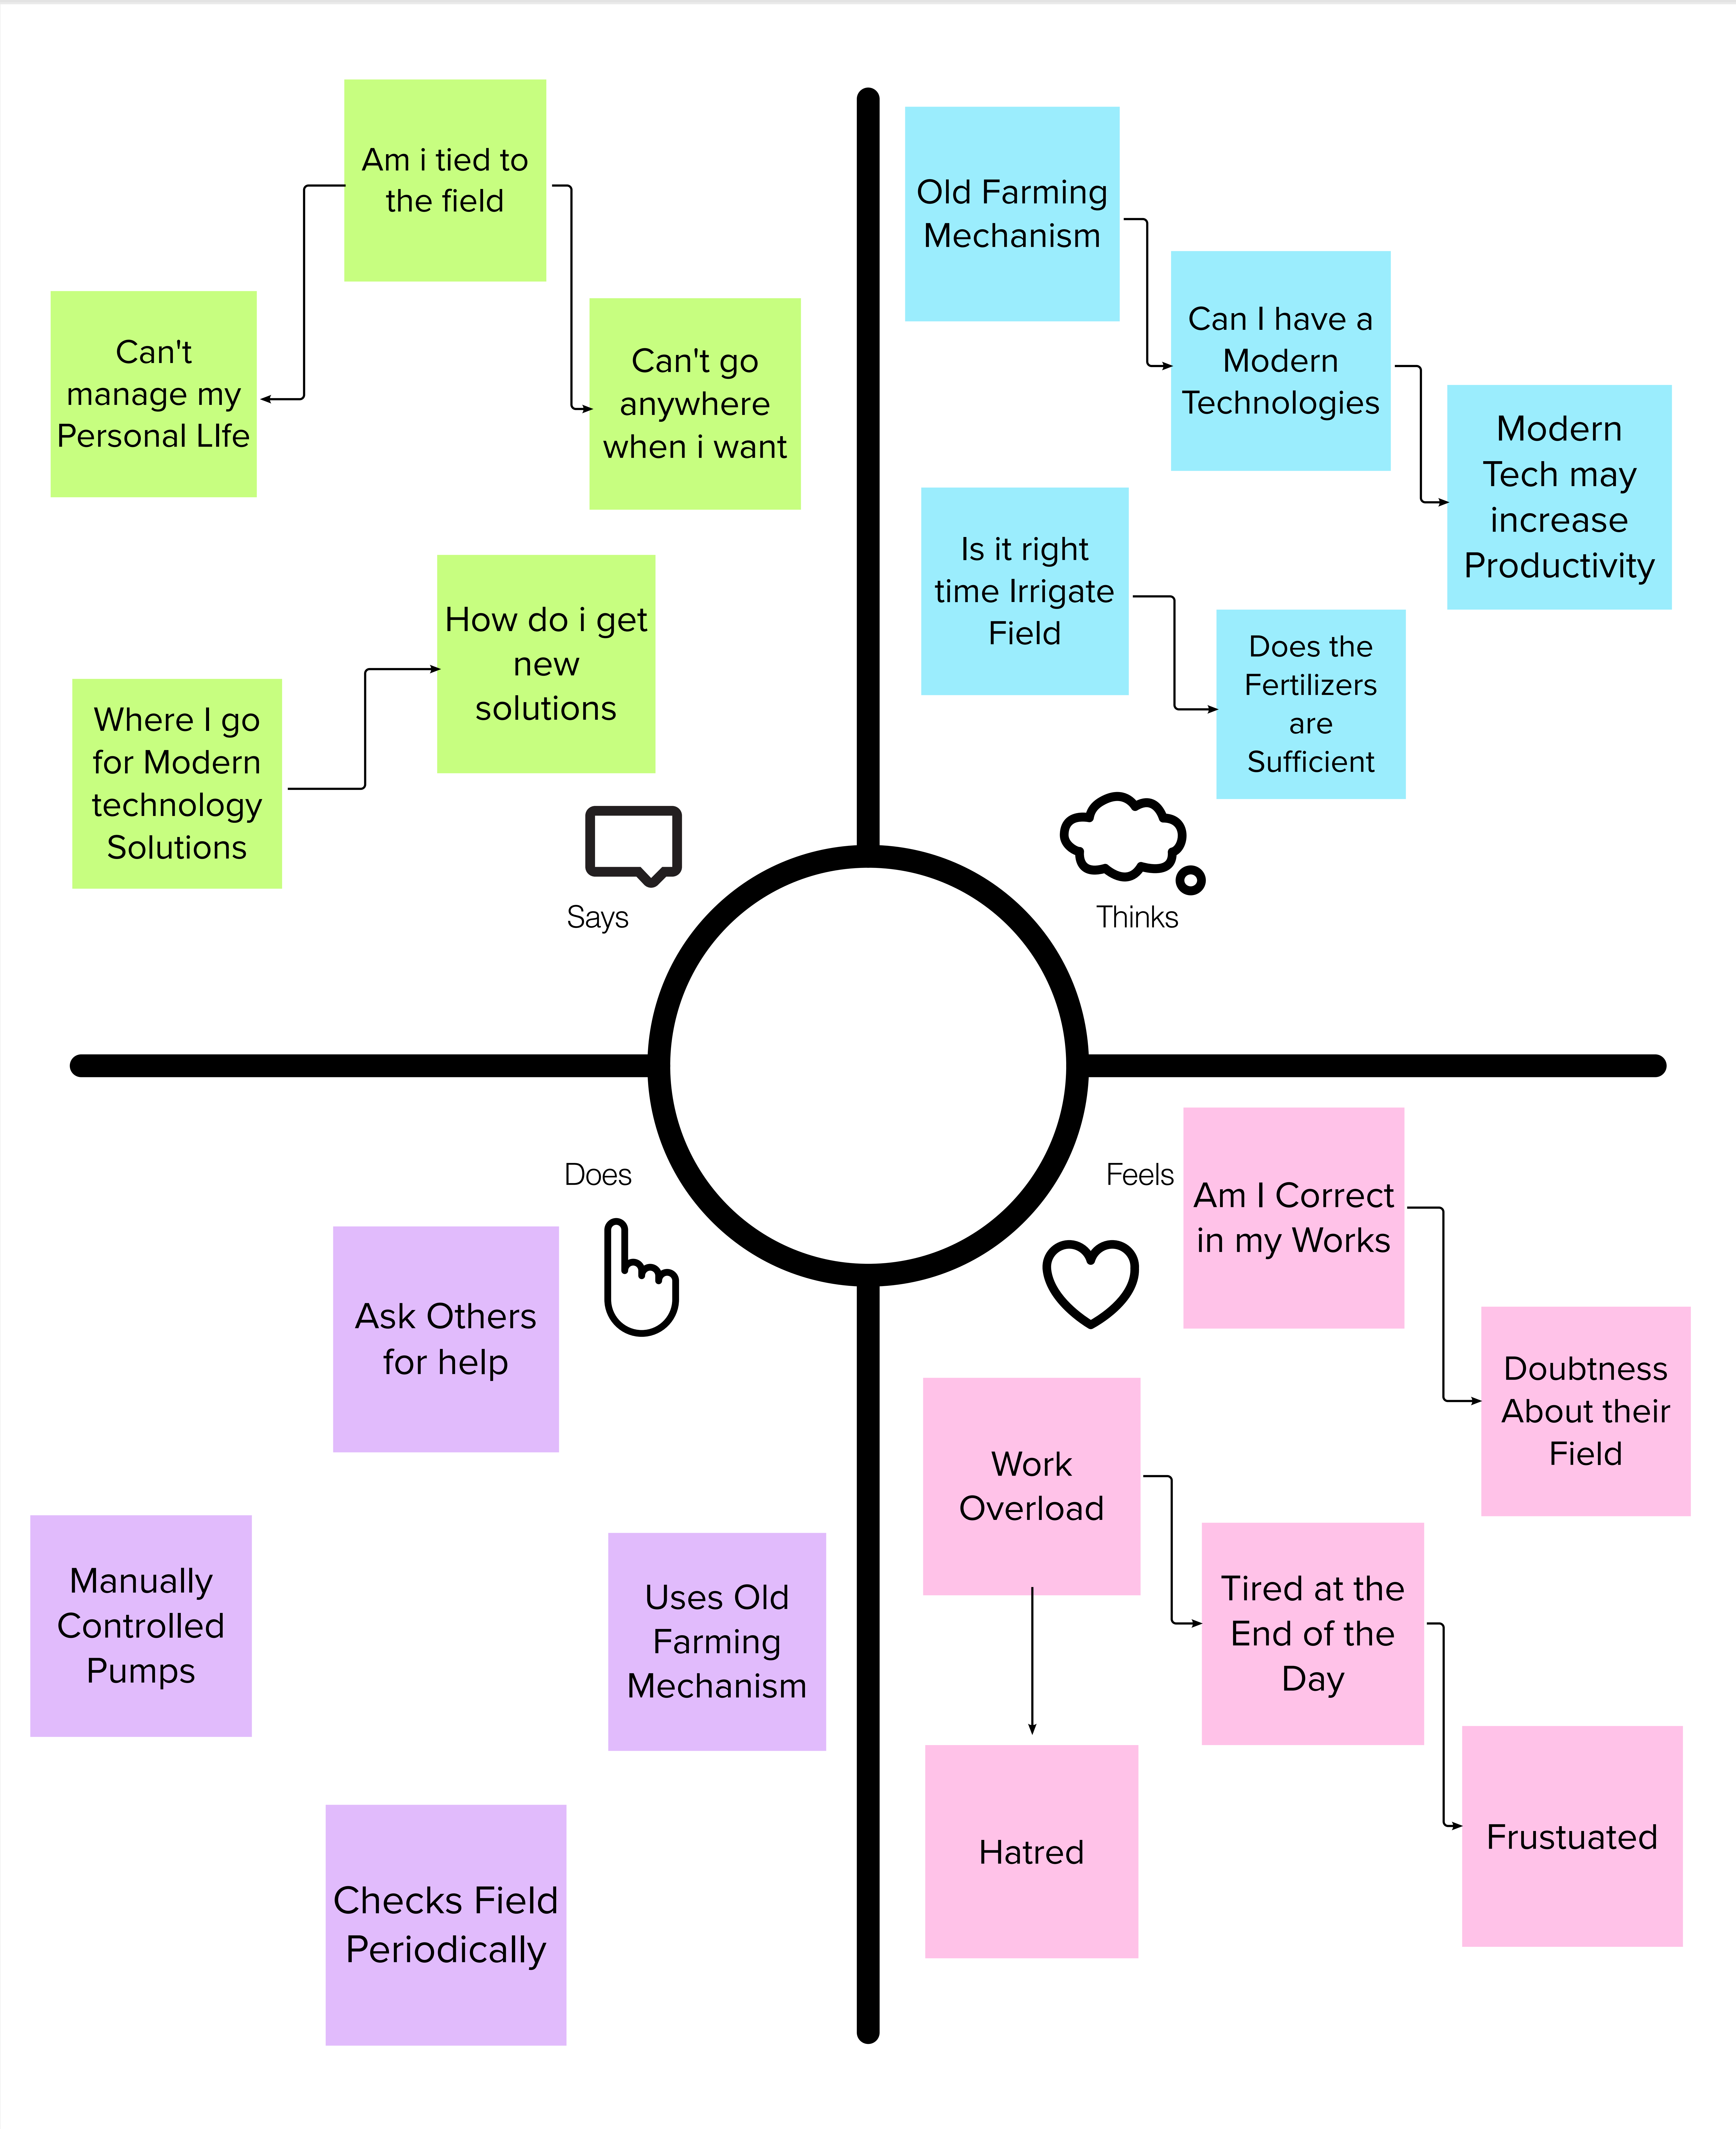 Am i tied to
the field
Can't
manage my
Personal LIfe
Can't go
anywhere
when i want
How do i get
new
solutions
Where I go
for Modern
technology
Solutions
Says
Old Farming
Mechanism
Can I have a
Modern
Technologies
Modern
Tech may
increase
Productivity
Is it right
time Irrigate
Field
Does the
Fertilizers
are
Sufficient
Thinks
Does
Ask Others
for help
Manually
Controlled
Pumps
Uses Old
Farming
Mechanism
Checks Field
Periodically
Feels
Am I Correct
in my Works
Doubtness
About their
Field
Work
Overload
Tired at the
End of the
Day
Hatred
Frustuated